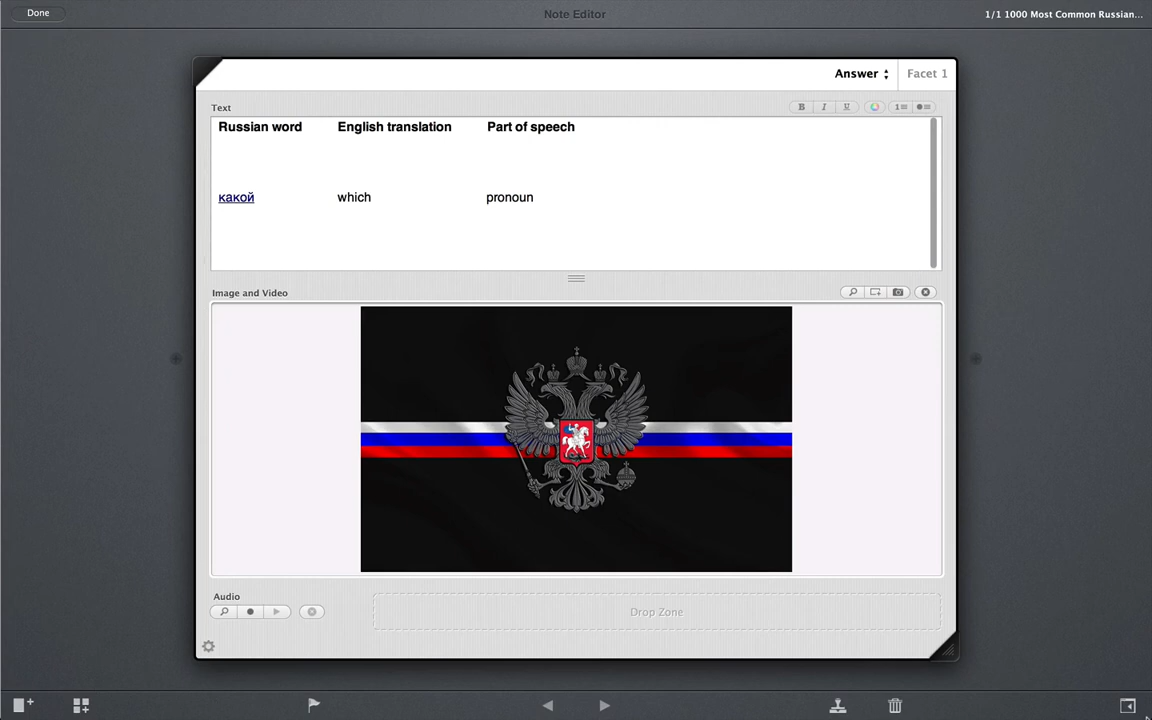 Done
Note Editor
1/1 1000 Most Common Russian...
Answer
Facet 1
Text
B I U
1
Russian word English translation Part of speech
какой which pronoun
Image and Video
Audio
Drop Zone